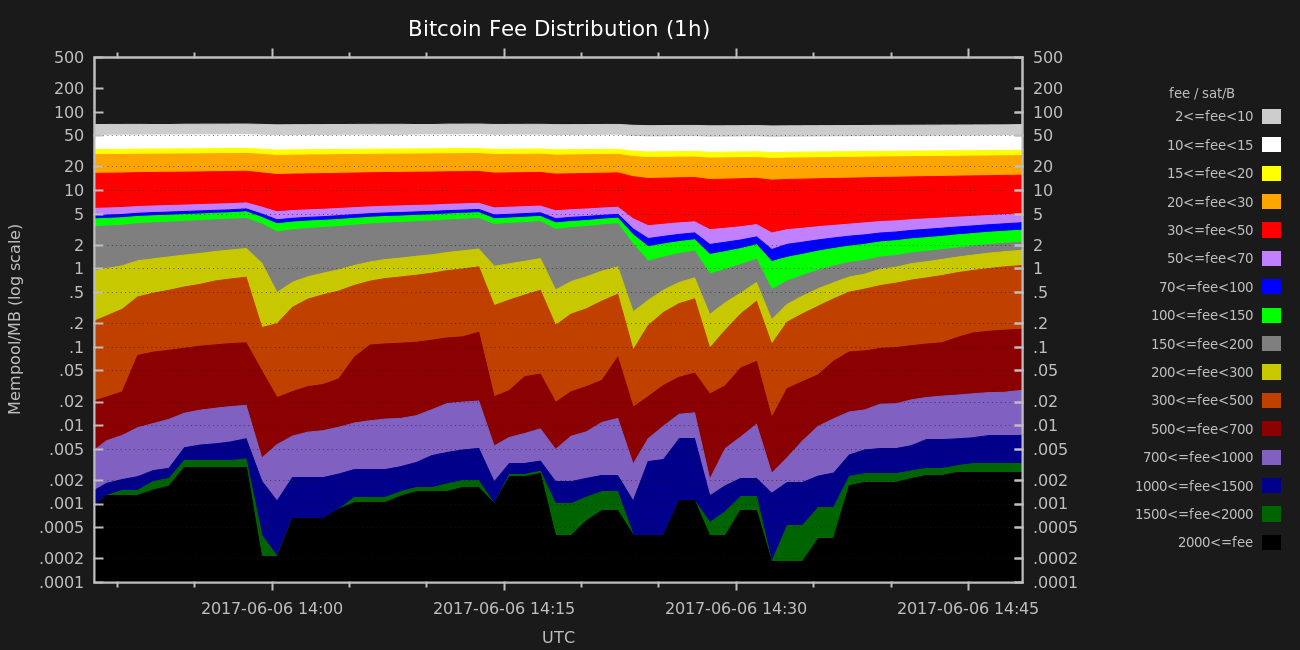 Bitcoin Fee Distribution (1h)
500
200
100
50
20
10
5
2
1
.5
.2
.1
.05
.02
.01
.005
.002
.001
.0005
.0002
.0001
Mempool/MB (log scale)
500
200
100
50
20
10
5
2
1
.5
.2
.1
.05
.02
.01
.005
.002
.001
.0005
.0002
.0001
2017-06-06 14:00
2017-06-06 14:15
2017-06-06 14:30
2017-06-06 14:45
UTC
fee / sat/B
2<=fee<10
10<=fee<15
15<=fee<20
20<=fee<30
30<=fee<50
50<=fee<70
70<=fee<100
100<=fee<150
150<=fee<200
200<=fee<300
300<=fee<500
500<=fee<700
700<=fee<1000
1000<=fee<1500
1500<=fee<2000
2000<=fee